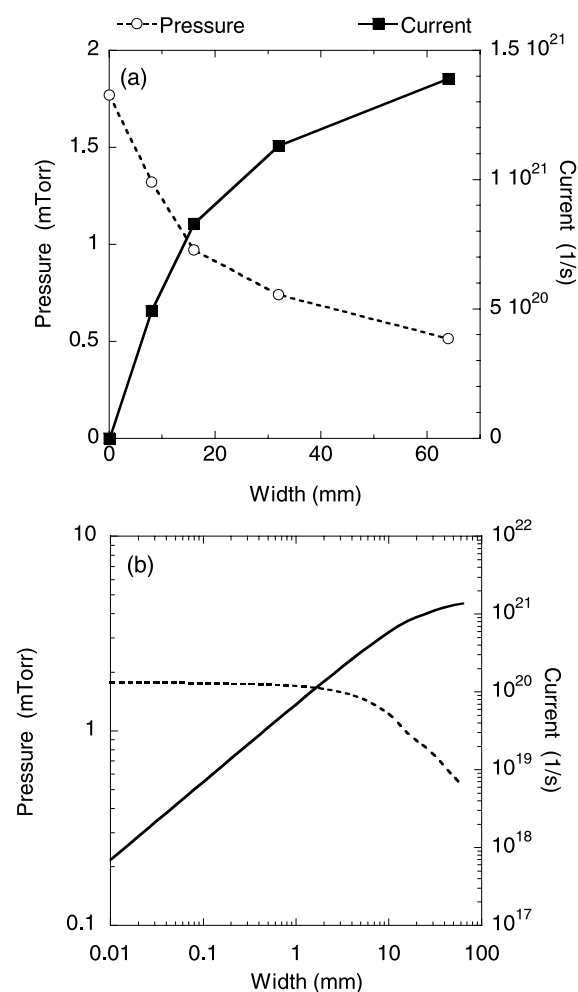 Pressure Current
(a)
2
1.5
1
0.5
0
Pressure (mTorr)
1.5 10²¹
1 10²¹
5 10²⁰
0
Current (1/s)
0 20 40 60
Width (mm)
(b)
10
1
0.1
Pressure (mTorr)
10²²
10²¹
10²⁰
10¹⁹
10¹⁸
10¹⁷
Current (1/s)
0.01 0.1 1 10 100
Width (mm)